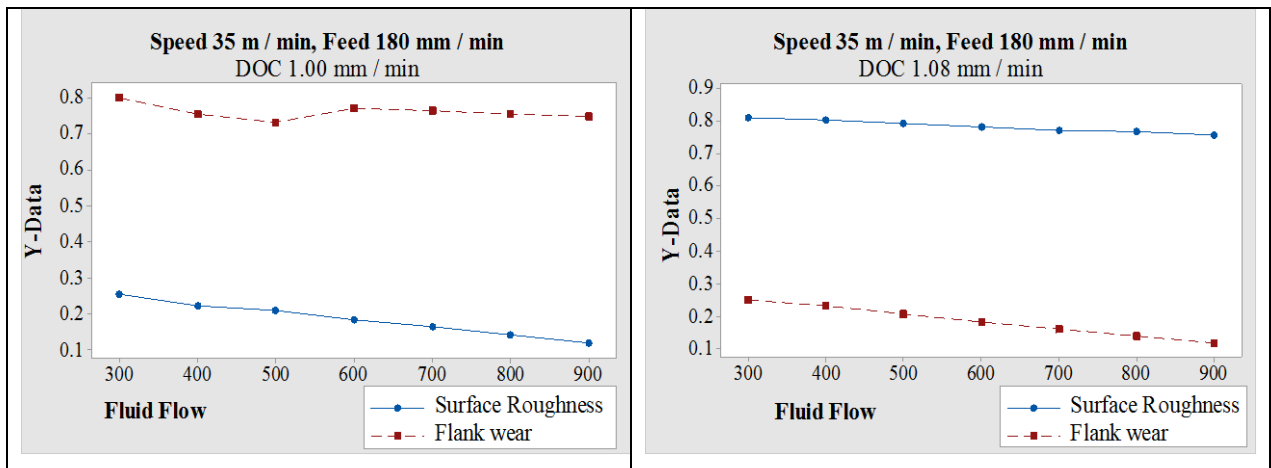 Speed 35 m / min, Feed 180 mm / min
DOC 1.00 mm / min
0.8
0.7
0.6
0.5
0.4
0.3
0.2
0.1
Y-Data
300 400 500 600 700 800 900
Fluid Flow
Surface Roughness
Flank wear
Speed 35 m / min, Feed 180 mm / min
DOC 1.08 mm / min
0.9
0.8
0.7
0.6
0.5
0.4
0.3
0.2
0.1
Y-Data
300 400 500 600 700 800 900
Fluid Flow
Surface Roughness
Flank wear